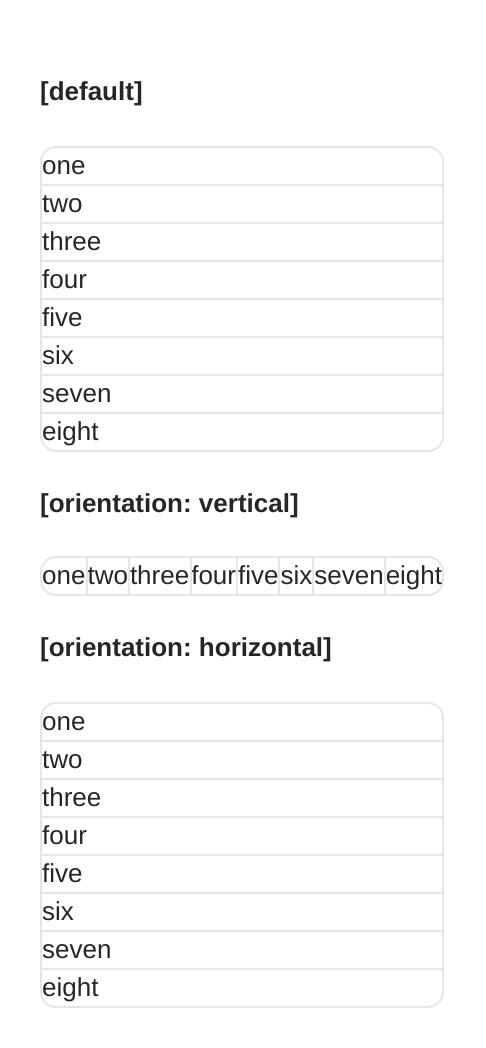 [default]
one
two
three
four
five
six
seven
eight
[orientation: vertical]
one two three four five six seven eight
[orientation: horizontal]
one
two
three
four
five
six
seven
eight